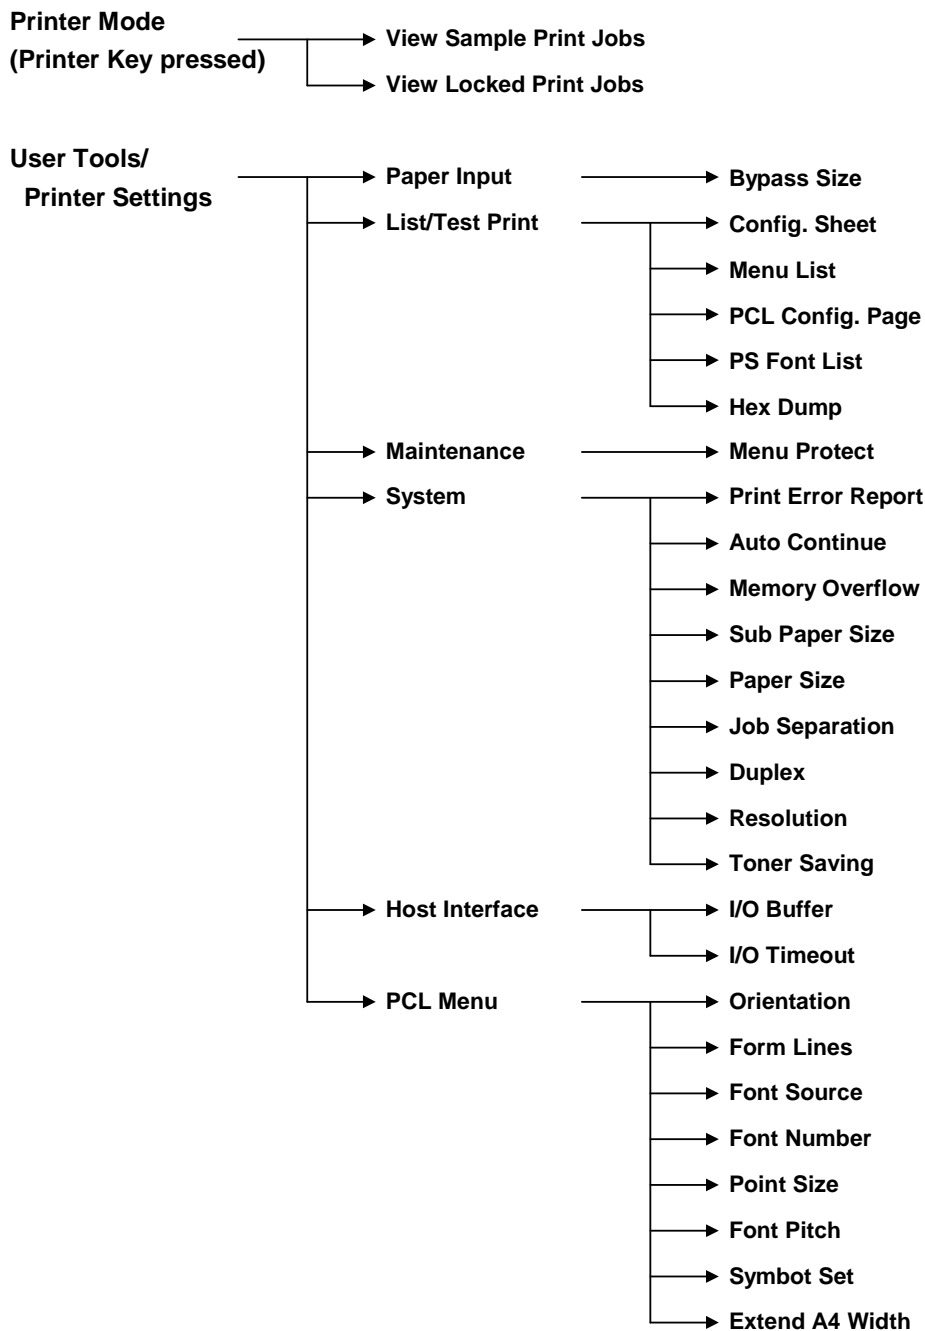 Printer Mode
(Printer Key pressed)
View Sample Print Jobs
View Locked Print Jobs
User Tools/
Printer Settings
Paper Input
Bypass Size
List/Test Print
Config. Sheet
Menu List
PCL Config. Page
PS Font List
Hex Dump
Maintenance
Menu Protect
System
Print Error Report
Auto Continue
Memory Overflow
Sub Paper Size
Paper Size
Job Separation
Duplex
Resolution
Toner Saving
Host Interface
I/O Buffer
I/O Timeout
PCL Menu
Orientation
Form Lines
Font Source
Font Number
Point Size
Font Pitch
Symbot Set
Extend A4 Width